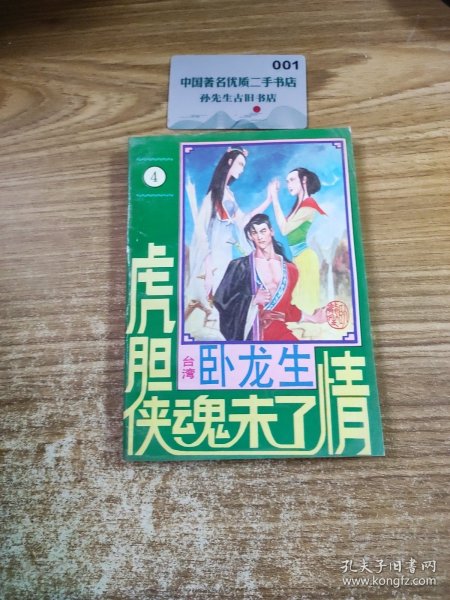 001
中国著名优质二手书店
孙先生古旧书店
4
虎胆
侠魂未了情
台湾
卧龙生
孔夫子旧书网
www.kongfz.com